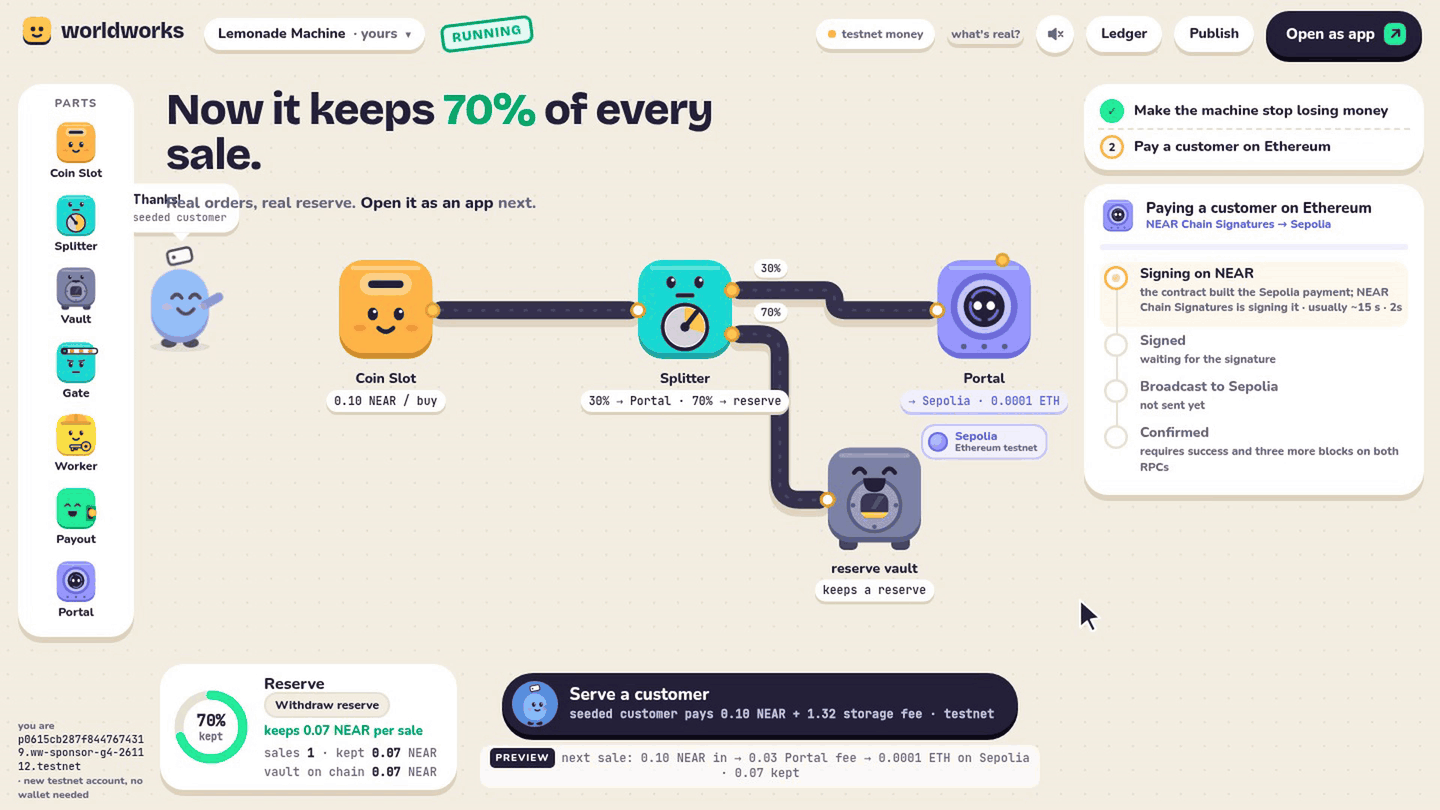 worldworks
Lemonade Machine · yours ▾
RUNNING
testnet money
what's real?
Ledger
Publish
Open as app
PARTS
Coin Slot
Splitter
Vault
Gate
Worker
Payout
Portal
Now it keeps 70% of every
sale.
Real orders, real reserve. Open it as an app next.
Thanks!
seeded customer
Coin Slot
0.10 NEAR / buy
Splitter
30% → Portal · 70% → reserve
30%
70%
Portal
→ Sepolia · 0.0001 ETH
Sepolia
Ethereum testnet
reserve vault
keeps a reserve
✓ Make the machine stop losing money
2 Pay a customer on Ethereum
Paying a customer on Ethereum
NEAR Chain Signatures → Sepolia
Signing on NEAR
the contract built the Sepolia payment; NEAR
Chain Signatures is signing it · usually ~15 s · 2s
Signed
waiting for the signature
Broadcast to Sepolia
not sent yet
Confirmed
requires success and three more blocks on both
RPCs
you are
p0615cb287f844767431
9.ww-sponsor-g4-2611
12.testnet
· new testnet account, no
wallet needed
70%
kept
Reserve
Withdraw reserve
keeps 0.07 NEAR per sale
sales 1 · kept 0.07 NEAR
vault on chain 0.07 NEAR
Serve a customer
seeded customer pays 0.10 NEAR + 1.32 storage fee · testnet
PREVIEW next sale: 0.10 NEAR in → 0.03 Portal fee → 0.0001 ETH on Sepolia
· 0.07 kept